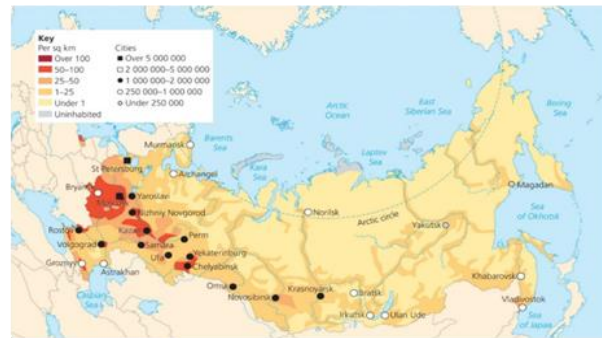 Key
Per sq km
Over 100
50–100
25–50
1–25
Under 1
Uninhabited
Cities
Over 5 000 000
2 000 000–5 000 000
1 000 000–2 000 000
250 000–1 000 000
Under 250 000
Arctic
Ocean
East
Siberian Sea
Bering
Sea
Barents
Sea
Kara
Sea
Laptev
Sea
Murmansk
St Petersburg
Archangel
Bryansk
Moscow
Yaroslavl
Nizhniy Novgorod
Norilsk
Arctic circle
Yakutsk
Magadan
Sea
of Okhotsk
Rostov
Kazan
Perm
Volgograd
Samara
Ufa
Yekaterinburg
Chelyabinsk
Groznyy
Astrakhan
Caspian
Sea
Omsk
Novosibirsk
Krasnoyarsk
Bratsk
Irkutsk
Ulan Ude
Khabarovsk
Vladivostok
Sea
of Japan